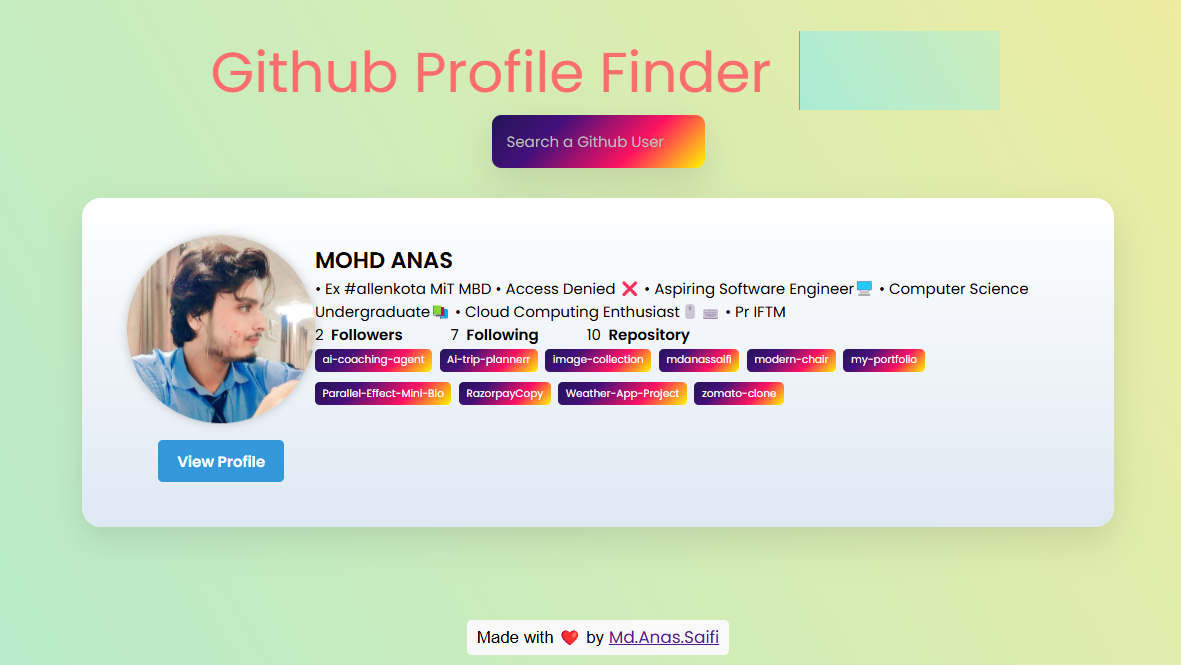 Github Profile Finder
Search a Github User
MOHD ANAS
• Ex #allenkota MiT MBD • Access Denied ❌ • Aspiring Software Engineer🖥️ • Computer Science
Undergraduate📚 • Cloud Computing Enthusiast🖱️ ⌨️ • Pr IFTM
2 Followers 7 Following 10 Repository
ai-coaching-agent Ai-trip-plannerr image-collection mdanassaifi modern-chair my-portfolio
Parallel-Effect-Mini-Bio RazorpayCopy Weather-App-Project zomato-clone
View Profile
Made with ❤️ by Md.Anas.Saifi